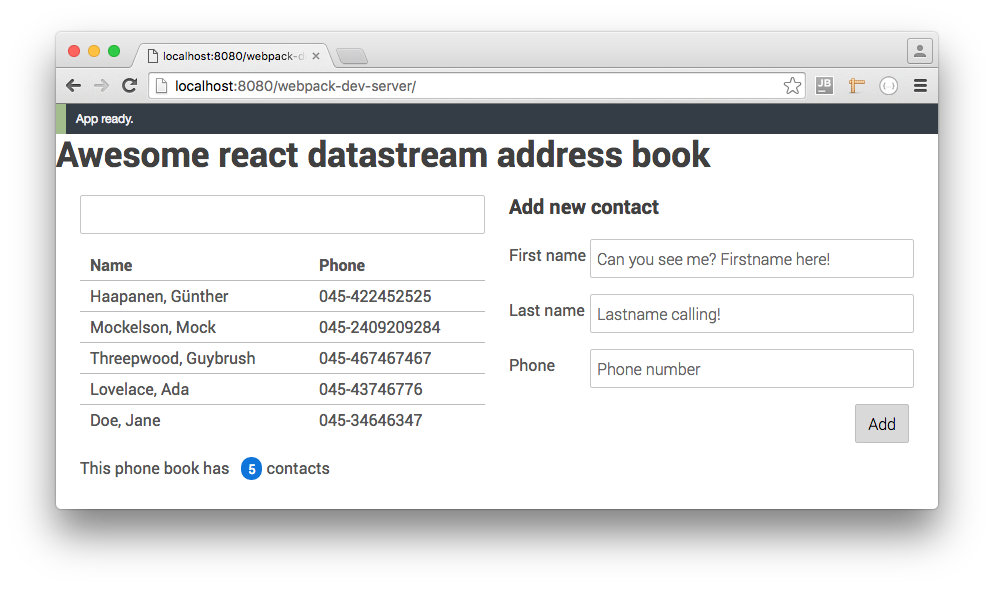 localhost:8080/webpack-d
localhost:8080/webpack-dev-server/
JB
App ready.
Awesome react datastream address book
Name Phone
Haapanen, Günther 045-422452525
Mockelson, Mock 045-2409209284
Threepwood, Guybrush 045-467467467
Lovelace, Ada 045-43746776
Doe, Jane 045-34646347
This phone book has 5 contacts
Add new contact
First name Can you see me? Firstname here!
Last name Lastname calling!
Phone Phone number
Add